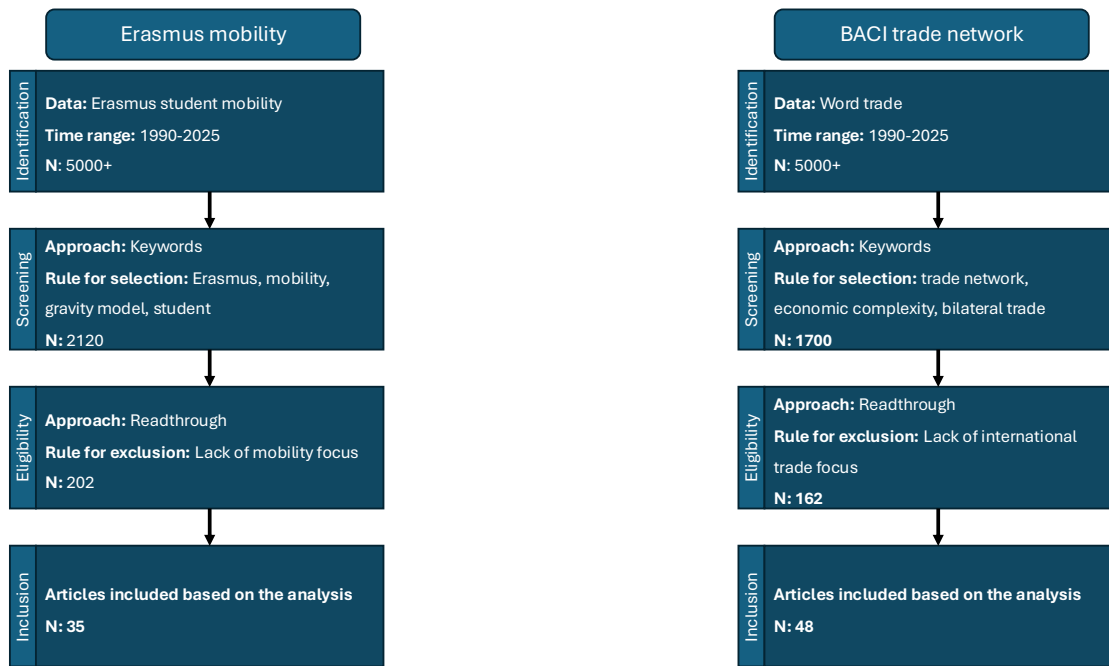 Erasmus mobility
Identification
Data: Erasmus student mobility
Time range: 1990-2025
N: 5000+
Screening
Approach: Keywords
Rule for selection: Erasmus, mobility,
gravity model, student
N: 2120
Eligibility
Approach: Readthrough
Rule for exclusion: Lack of mobility focus
N: 202
Inclusion
Articles included based on the analysis
N: 35
BACI trade network
Identification
Data: Word trade
Time range: 1990-2025
N: 5000+
Screening
Approach: Keywords
Rule for selection: trade network,
economic complexity, bilateral trade
N: 1700
Eligibility
Approach: Readthrough
Rule for exclusion: Lack of international
trade focus
N: 162
Inclusion
Articles included based on the analysis
N: 48